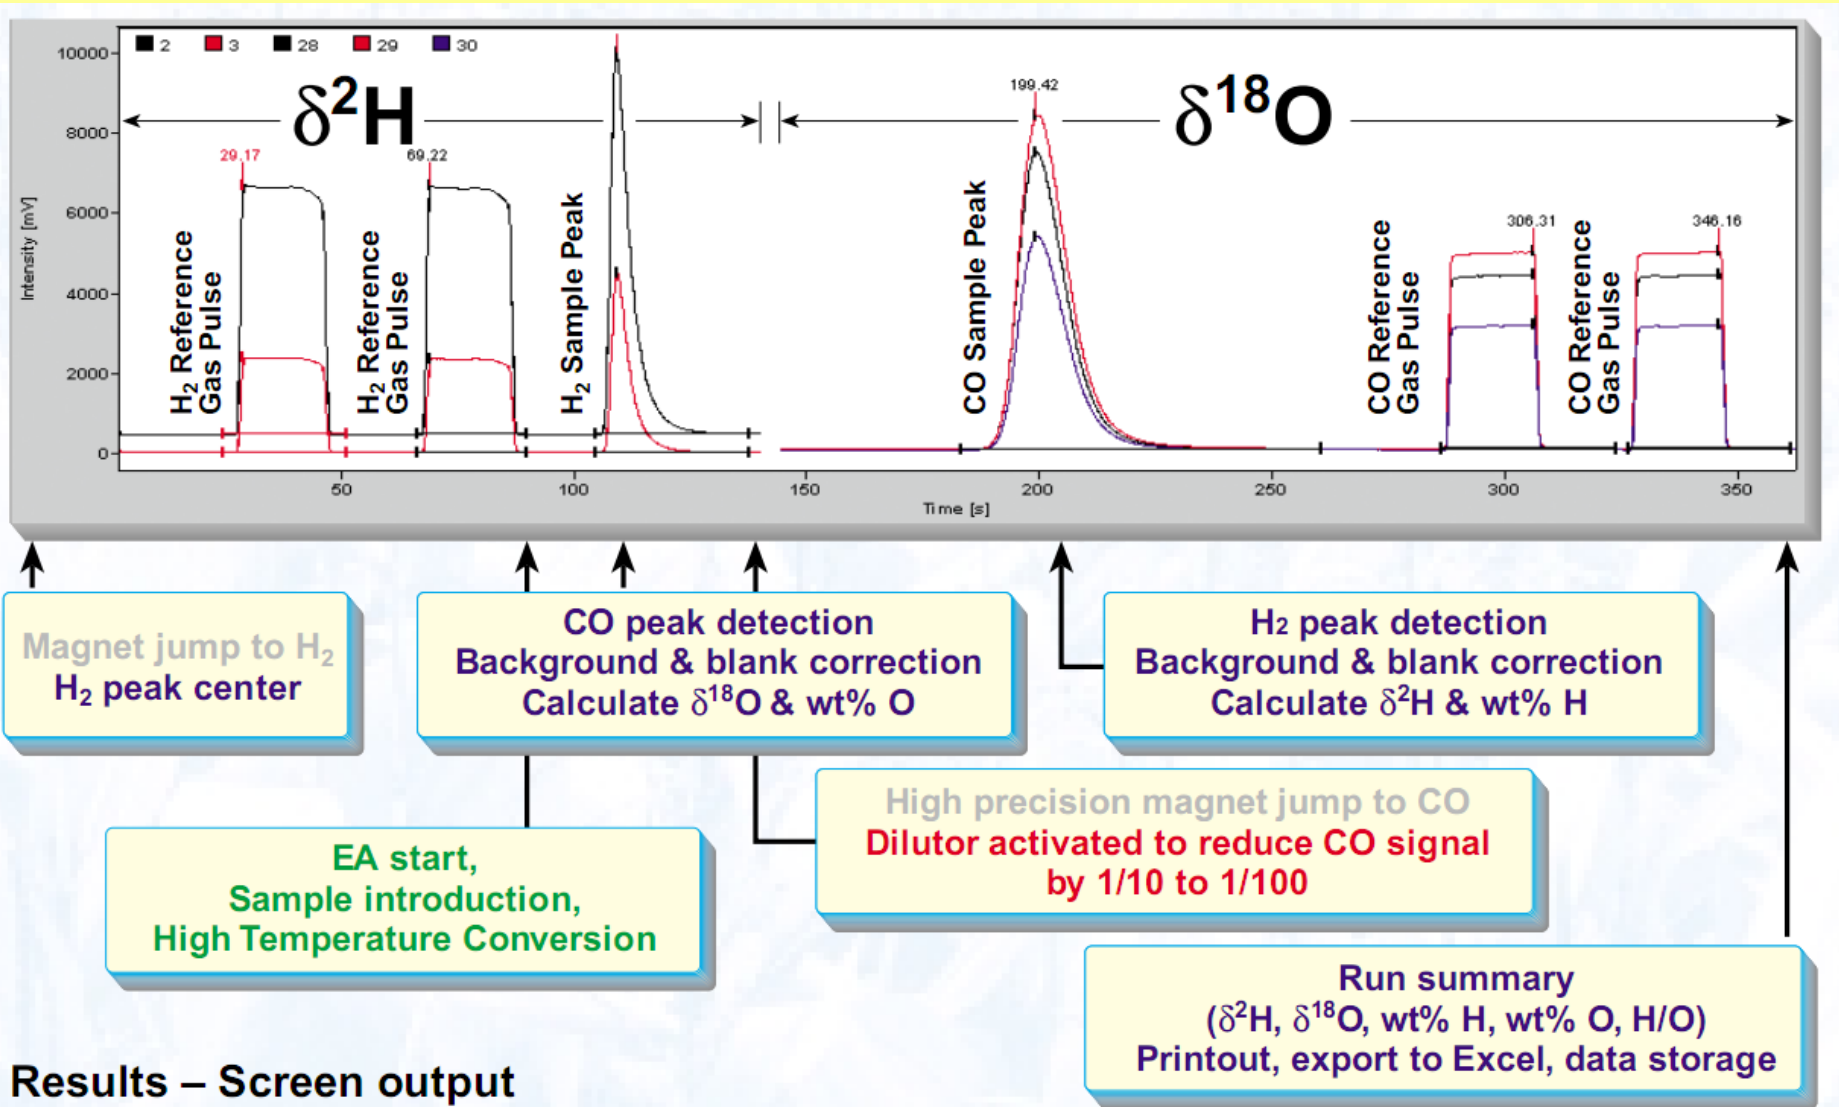 2 3 28 29 30
10000
8000
6000
4000
2000
0
Intensity [mV]
δ²H
δ¹⁸O
29.17
69.22
199.42
306.31
346.16
H₂ Reference
Gas Pulse
H₂ Reference
Gas Pulse
H₂ Sample Peak
CO Sample Peak
CO Reference
Gas Pulse
CO Reference
Gas Pulse
50 100 150 200 250 300 350
Time [s]
Magnet jump to H₂
H₂ peak center
CO peak detection
Background & blank correction
Calculate δ¹⁸O & wt% O
H₂ peak detection
Background & blank correction
Calculate δ²H & wt% H
High precision magnet jump to CO
Dilutor activated to reduce CO signal
by 1/10 to 1/100
EA start,
Sample introduction,
High Temperature Conversion
Run summary
(δ²H, δ¹⁸O, wt% H, wt% O, H/O)
Printout, export to Excel, data storage
Results – Screen output